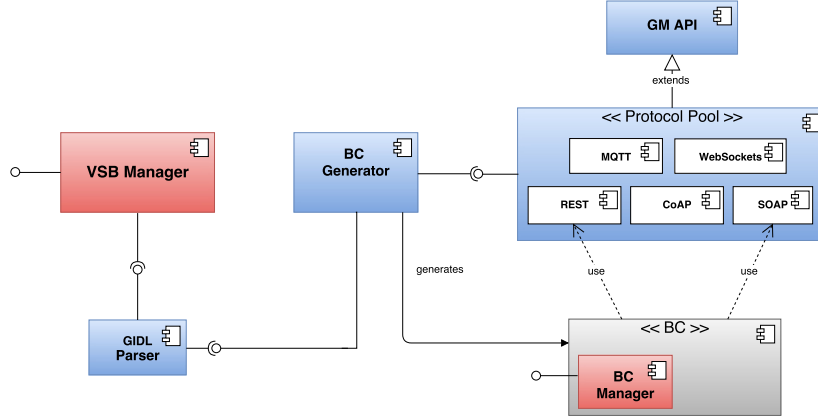 GM API
extends
<< Protocol Pool >>
MQTT
WebSockets
REST
CoAP
SOAP
VSB Manager
BC
Generator
generates
use
use
GIDL
Parser
<< BC >>
BC
Manager